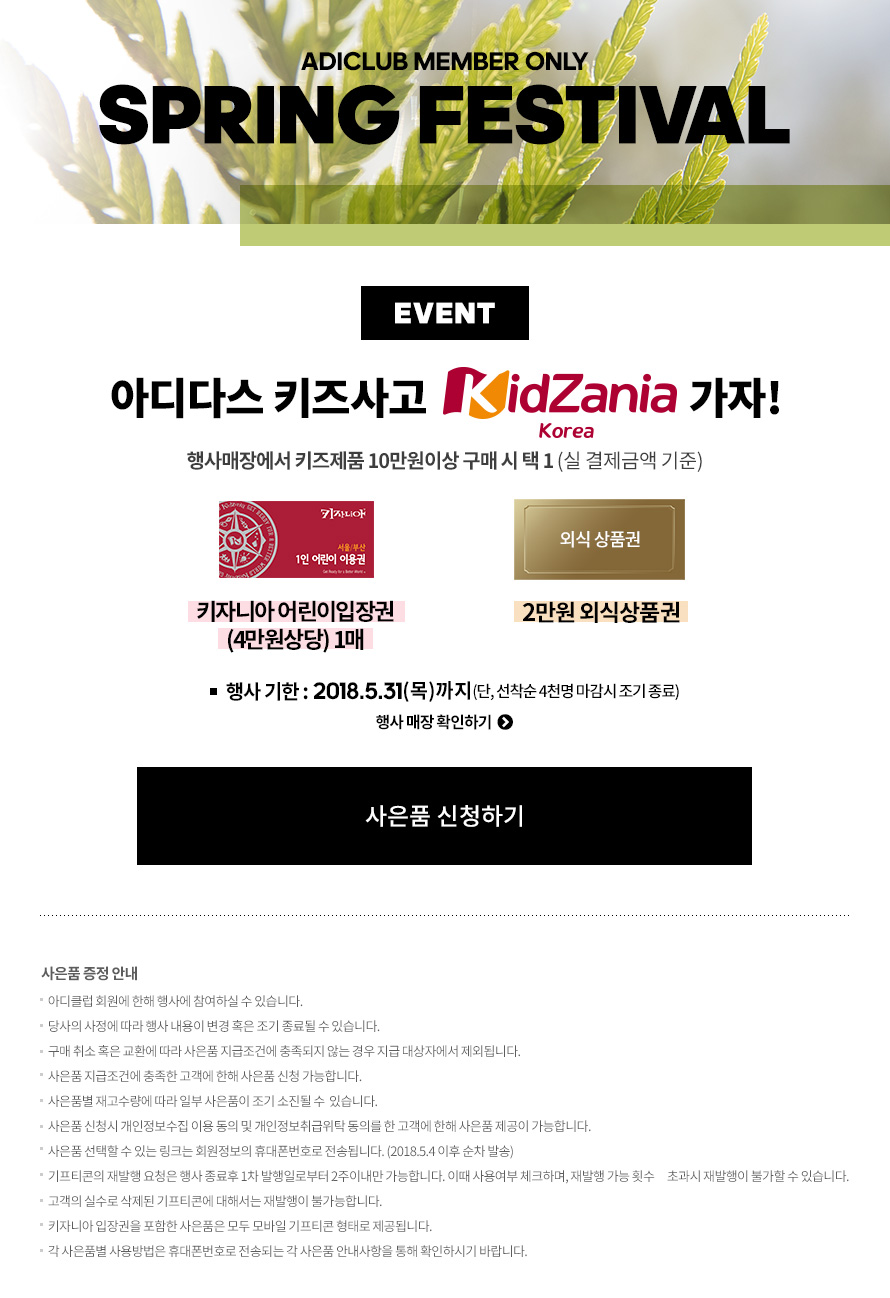 ADICLUB MEMBER ONLY
SPRING FESTIVAL
EVENT
아디다스 키즈사고 KidZania Korea 가자!
행사매장에서 키즈제품 10만원이상 구매 시 택 1 (실 결제금액 기준)
키자니아
서울/부산
1인 어린이 이용권
Get Ready for a Better World
외식 상품권
키자니아 어린이입장권
(4만원상당) 1매
2만원 외식상품권
행사 기한 : 2018.5.31(목)까지(단, 선착순 4천명 마감시 조기 종료)
행사 매장 확인하기
사은품 신청하기
사은품 증정 안내
아디클럽 회원에 한해 행사에 참여하실 수 있습니다.
당사의 사정에 따라 행사 내용이 변경 혹은 조기 종료될 수 있습니다.
구매 취소 혹은 교환에 따라 사은품 지급조건에 충족되지 않는 경우 지급 대상자에서 제외됩니다.
사은품 지급조건에 충족한 고객에 한해 사은품 신청 가능합니다.
사은품별 재고수량에 따라 일부 사은품이 조기 소진될 수 있습니다.
사은품 신청시 개인정보수집 이용 동의 및 개인정보취급위탁 동의를 한 고객에 한해 사은품 제공이 가능합니다.
사은품 선택할 수 있는 링크는 회원정보의 휴대폰번호로 전송됩니다. (2018.5.4 이후 순차 발송)
기프티콘의 재발행 요청은 행사 종료후 1차 발행일로부터 2주이내만 가능합니다. 이때 사용여부 체크하며, 재발행 가능 횟수 초과시 재발행이 불가할 수 있습니다.
고객의 실수로 삭제된 기프티콘에 대해서는 재발행이 불가능합니다.
키자니아 입장권을 포함한 사은품은 모두 모바일 기프티콘 형태로 제공됩니다.
각 사은품별 사용방법은 휴대폰번호로 전송되는 각 사은품 안내사항을 통해 확인하시기 바랍니다.